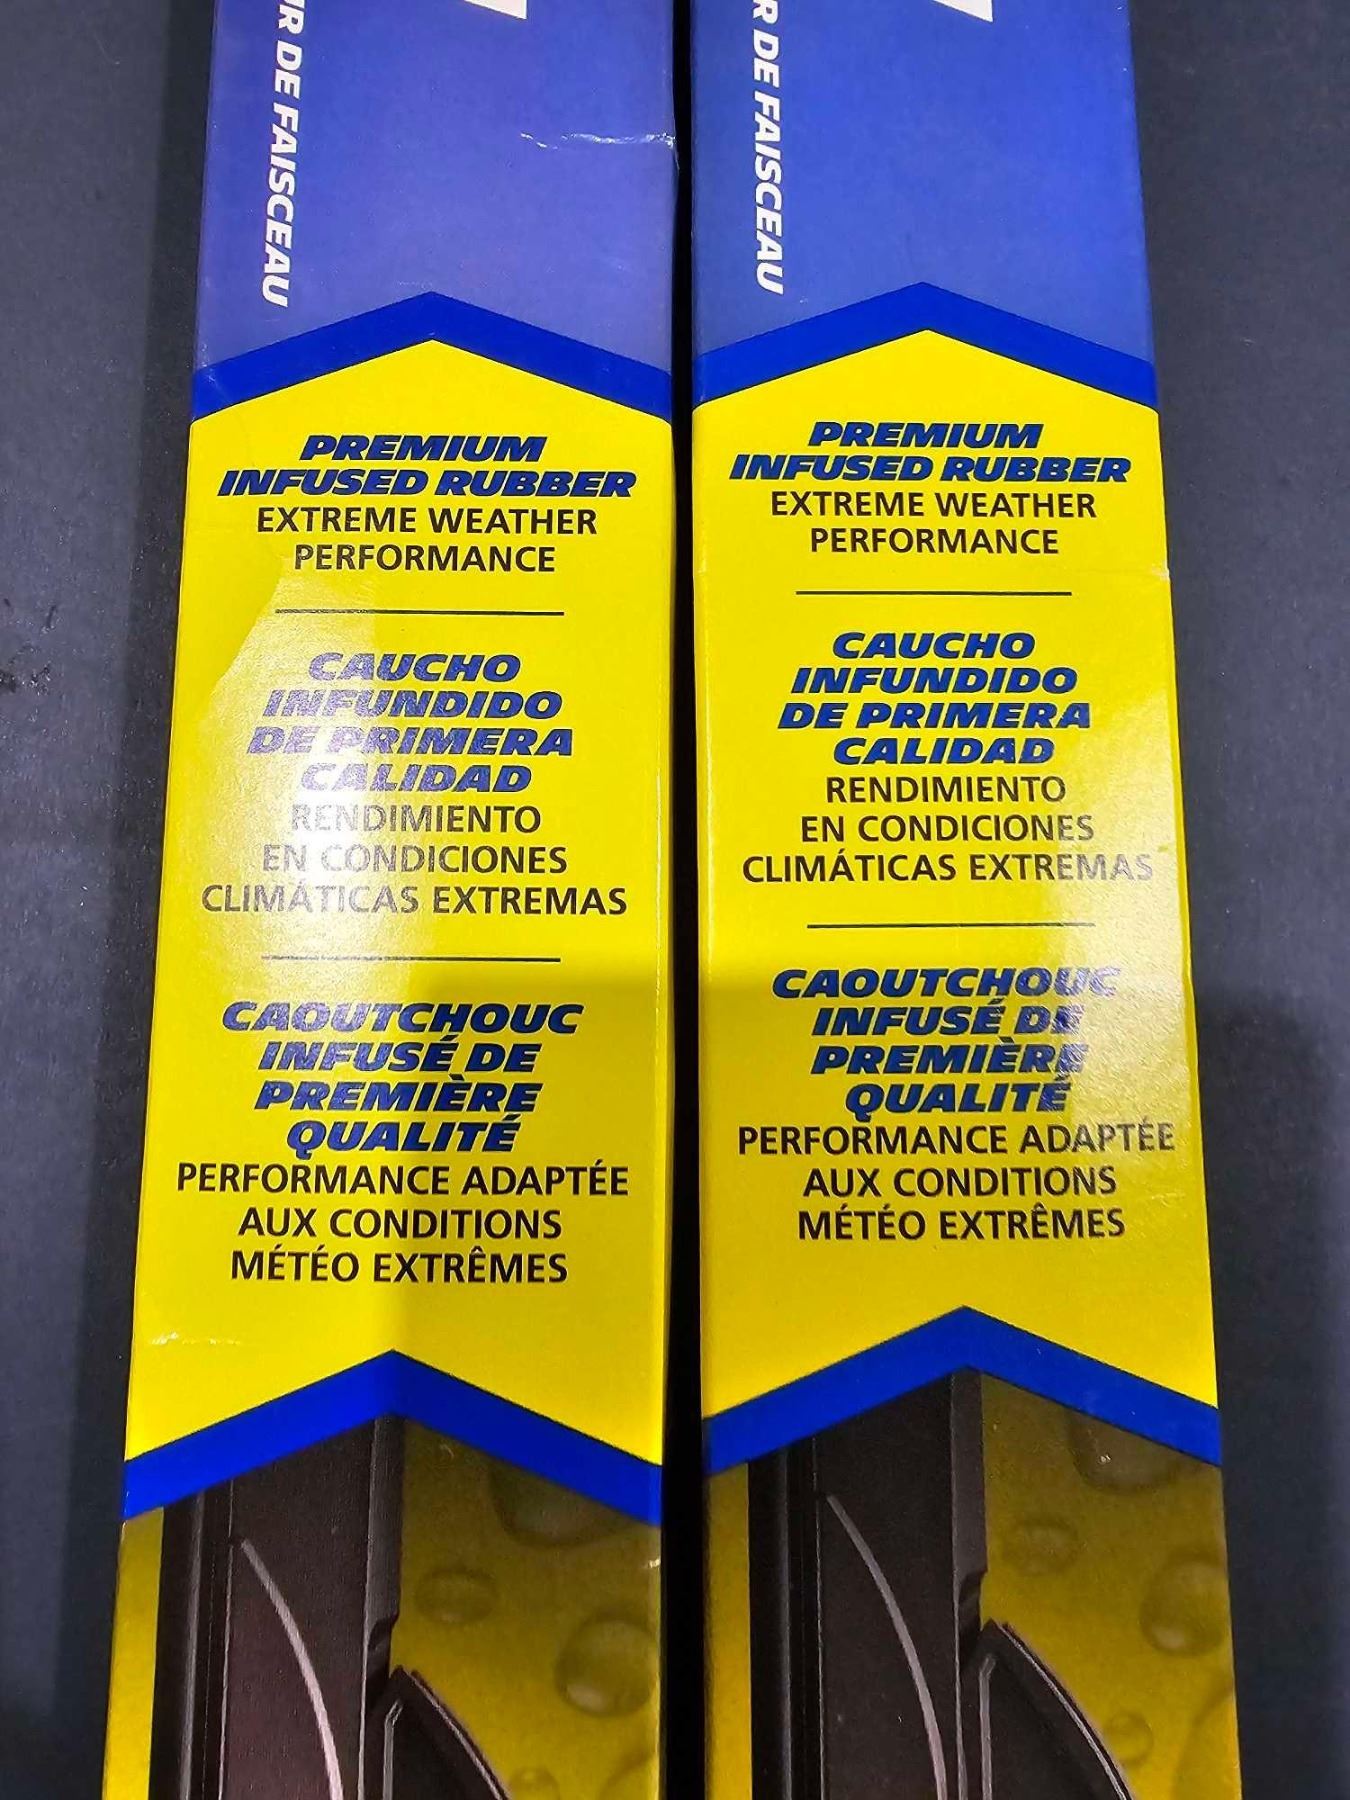 R DE FAISCEAU
PREMIUM
INFUSED RUBBER
EXTREME WEATHER
PERFORMANCE
CAUCHO
INFUNDIDO
DE PRIMERA
CALIDAD
RENDIMIENTO
EN CONDICIONES
CLIMÁTICAS EXTREMAS
CAOUTCHOUC
INFUSÉ DE
PREMIÈRE
QUALITÉ
PERFORMANCE ADAPTÉE
AUX CONDITIONS
MÉTÉO EXTRÊMES
R DE FAISCEAU
PREMIUM
INFUSED RUBBER
EXTREME WEATHER
PERFORMANCE
CAUCHO
INFUNDIDO
DE PRIMERA
CALIDAD
RENDIMIENTO
EN CONDICIONES
CLIMÁTICAS EXTREMAS
CAOUTCHOUC
INFUSÉ DE
PREMIÈRE
QUALITÉ
PERFORMANCE ADAPTÉE
AUX CONDITIONS
MÉTÉO EXTRÊMES